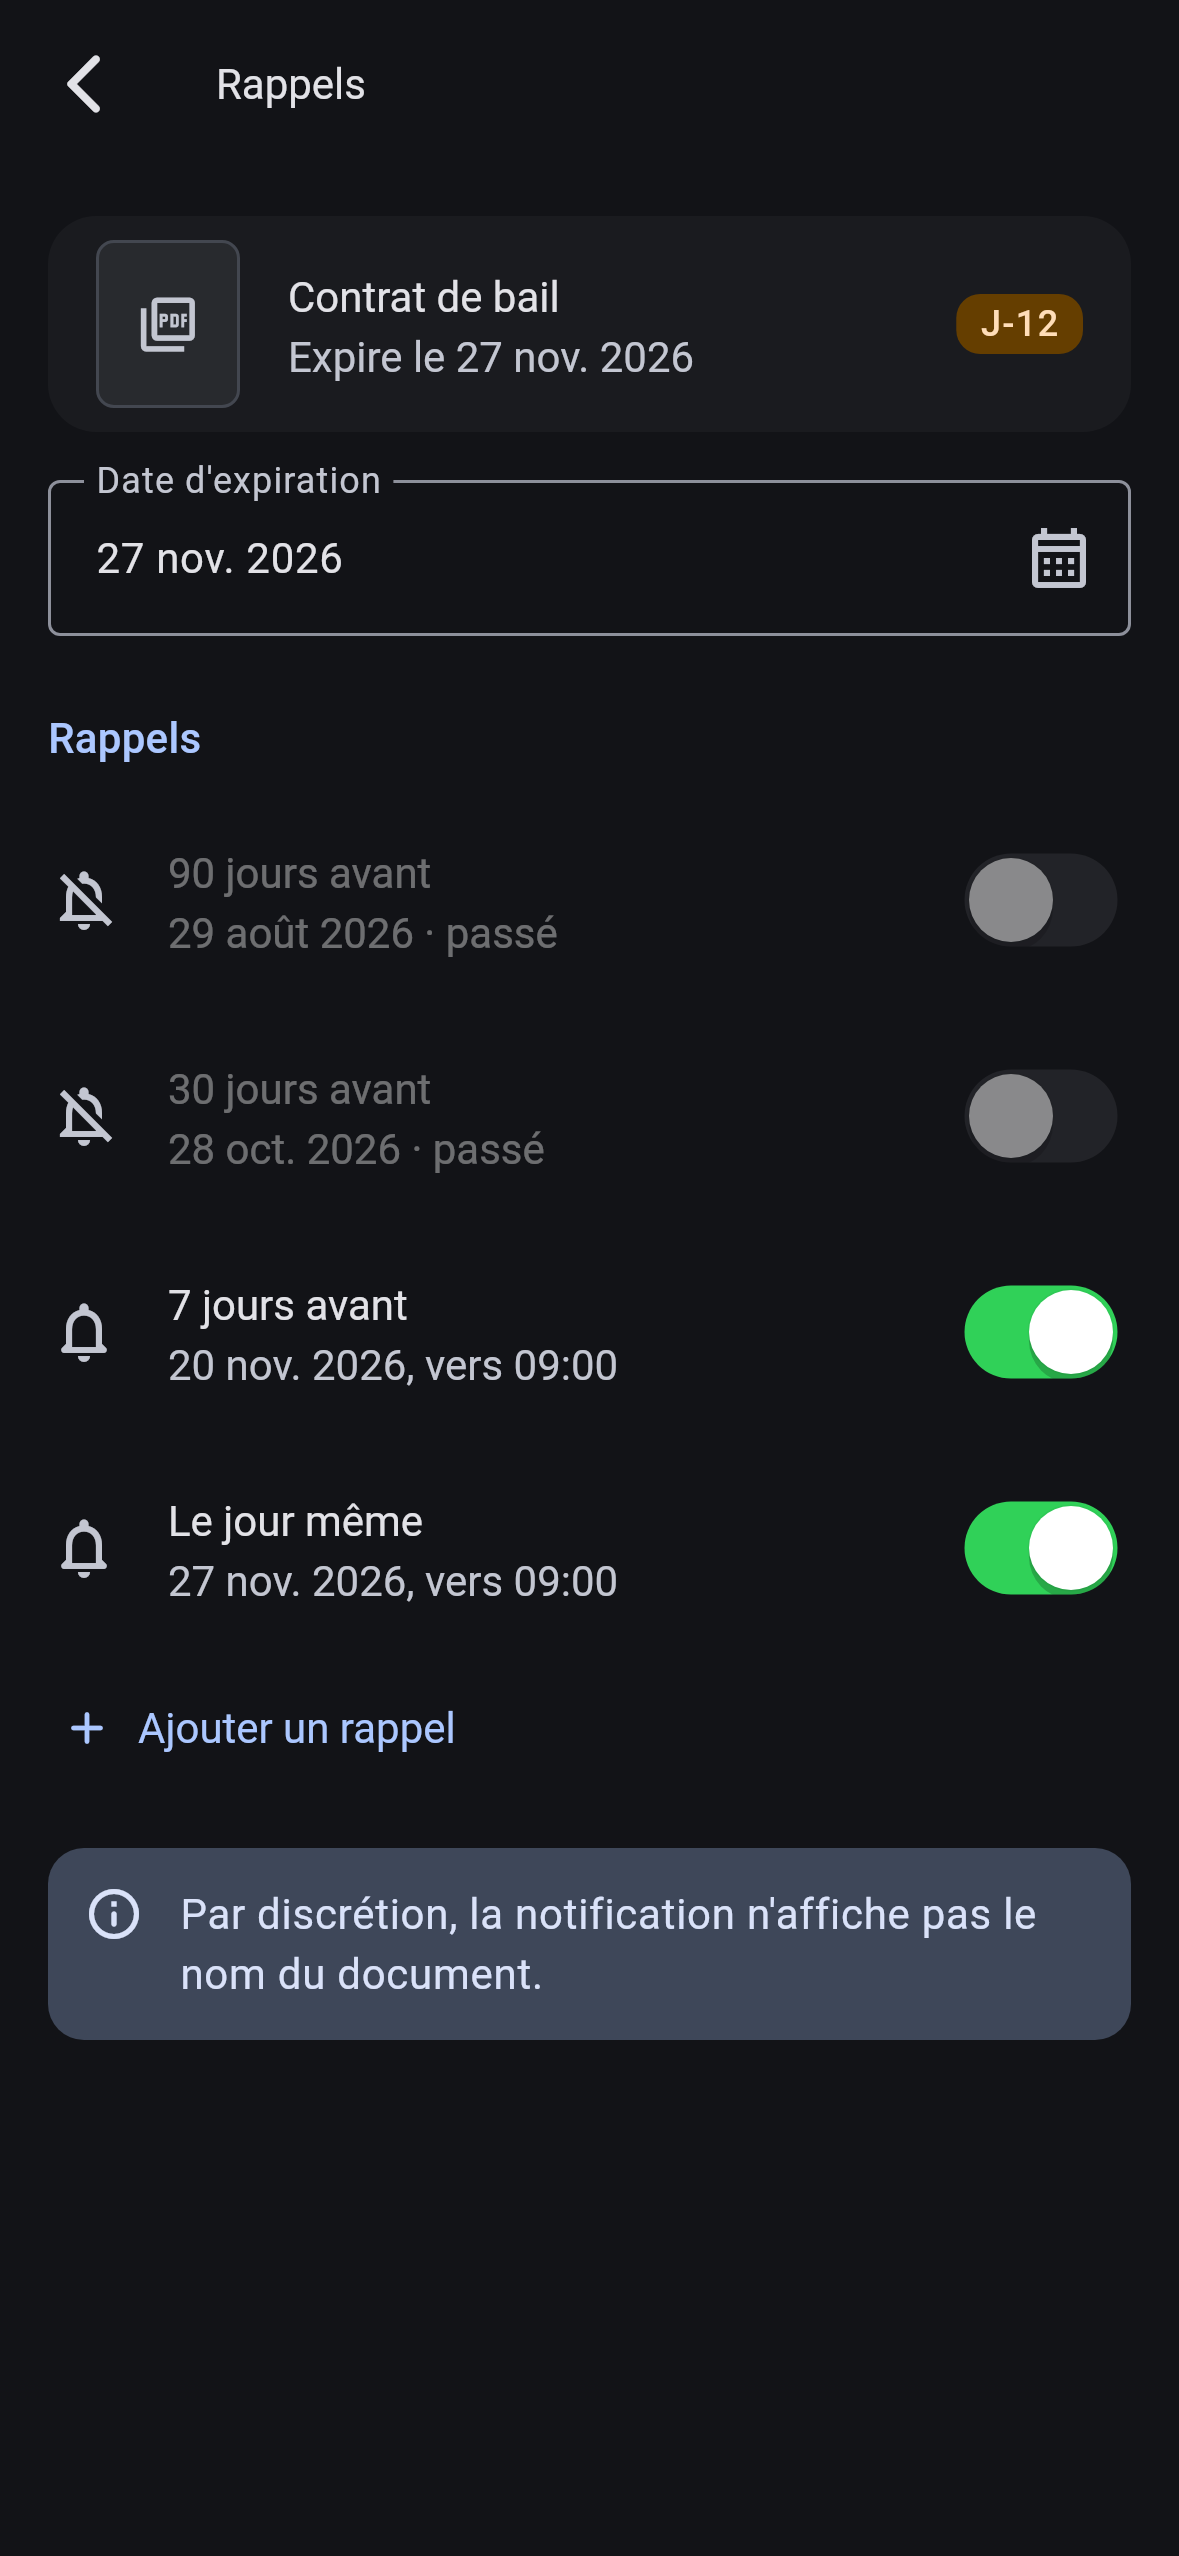 Rappels
PDF
Contrat de bail
Expire le 27 nov. 2026
J-12
Date d'expiration
27 nov. 2026
Rappels
90 jours avant
29 août 2026 · passé
30 jours avant
28 oct. 2026 · passé
7 jours avant
20 nov. 2026, vers 09:00
Le jour même
27 nov. 2026, vers 09:00
Ajouter un rappel
Par discrétion, la notification n'affiche pas le
nom du document.